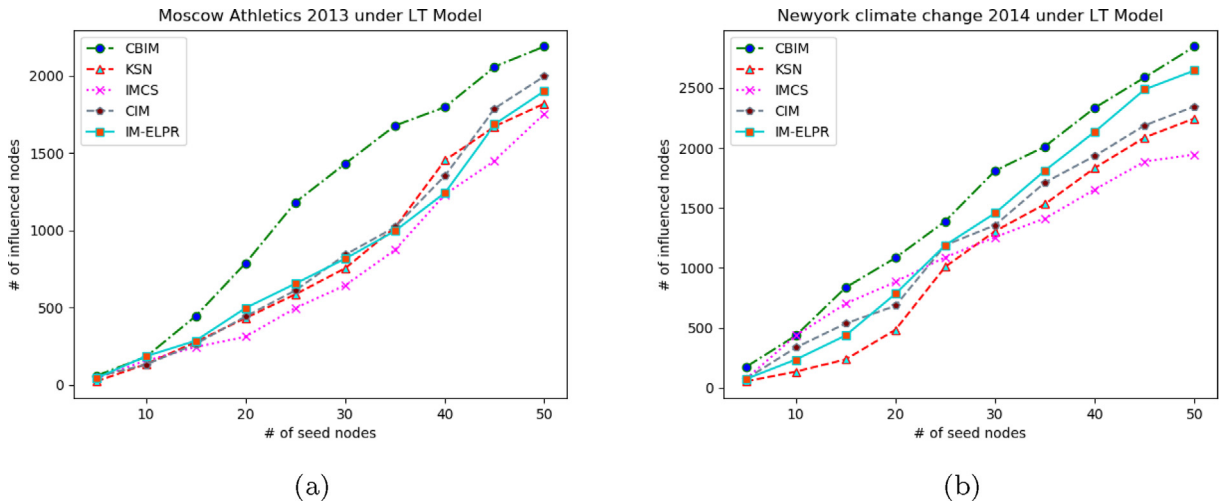 Moscow Athletics 2013 under LT Model
CBIM
KSN
IMCS
CIM
IM-ELPR
2000
1500
1000
500
0
# of influenced nodes
10 20 30 40 50
# of seed nodes
(a)
Newyork climate change 2014 under LT Model
CBIM
KSN
IMCS
CIM
IM-ELPR
2500
2000
1500
1000
500
0
# of influenced nodes
10 20 30 40 50
# of seed nodes
(b)